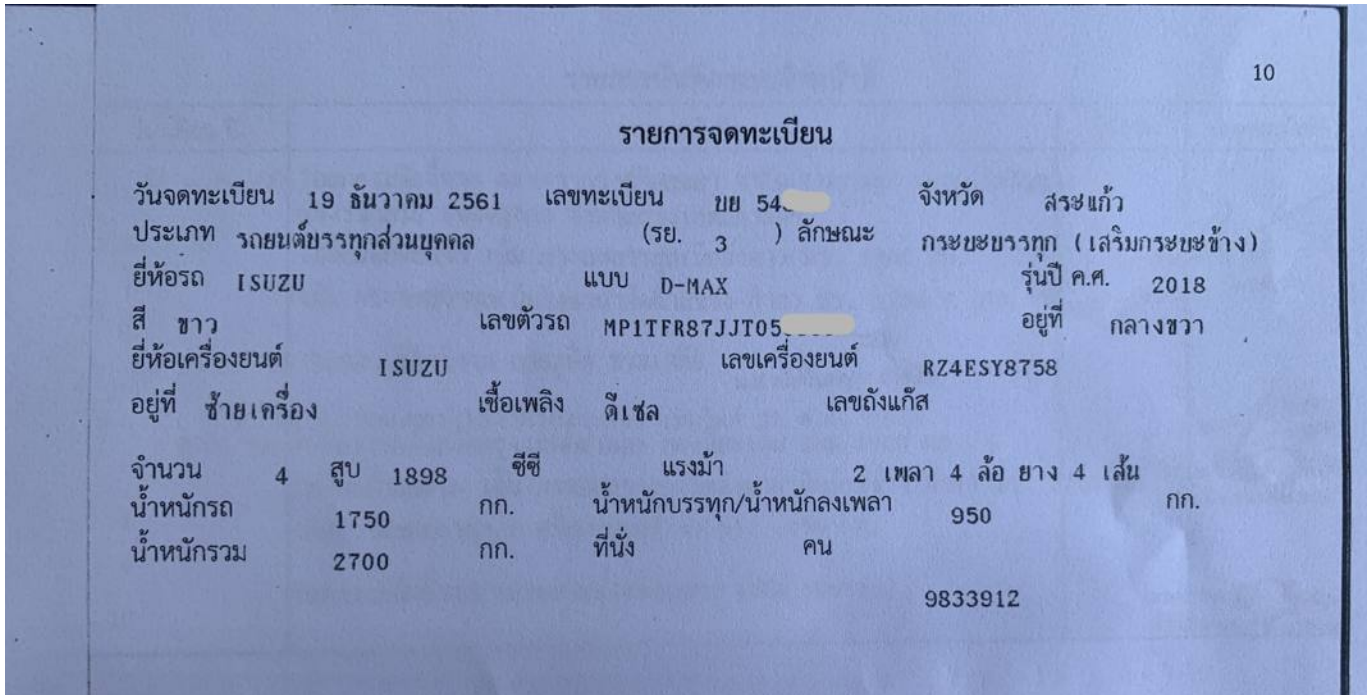 10
รายการจดทะเบียน
วันจดทะเบียน 19 ธันวาคม 2561 เลขทะเบียน 54 จังหวัด สระแก้ว
ประเภท รถยนต์บรรทุกส่วนบุคคล (รย. 3 ) ลักษณะ กระบะบรรทุก (เสริมกระบะข้าง)
ยี่ห้อรถ ISUZU แบบ D-MAX รุ่นปี ค.ศ. 2018
สี ขาว เลขตัวรถ MP1TFR87JJT05 อยู่ที่ กลางขวา
ยี่ห้อเครื่องยนต์ ISUZU เลขเครื่องยนต์ RZ4ESY8758
อยู่ที่ ซ้ายเครื่อง เชื้อเพลิง ดีเซล เลขถังแก๊ส
จำนวน 4 สูบ 1898 ซีซี แรงม้า 2 เพลา 4 ล้อ ยาง 4 เส้น
น้ำหนักรถ 1750 กก. น้ำหนักบรรทุก/น้ำหนักลงเพลา 950 กก.
น้ำหนักรวม 2700 กก. ที่นั่ง คน
9833912